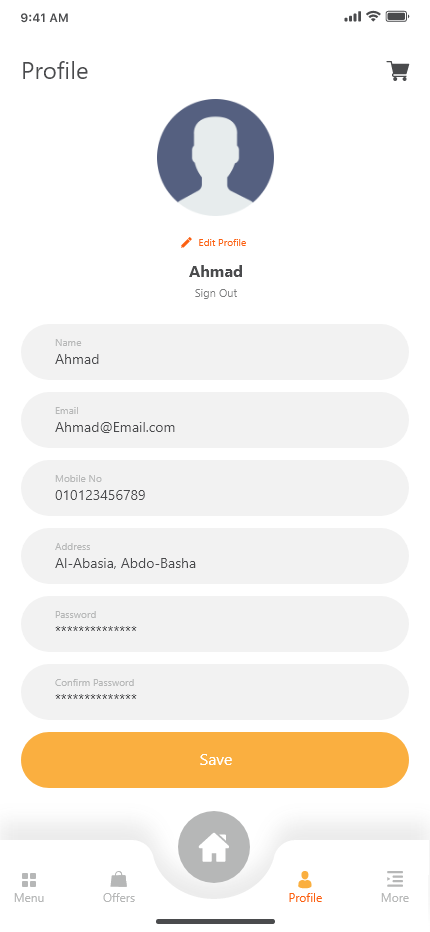 9:41 AM
Profile
Edit Profile
Ahmad
Sign Out
Name
Ahmad
Email
Ahmad@Email.com
Mobile No
010123456789
Address
Al-Abasia, Abdo-Basha
Password
**************
Confirm Password
**************
Save
Menu
Offers
Profile
More